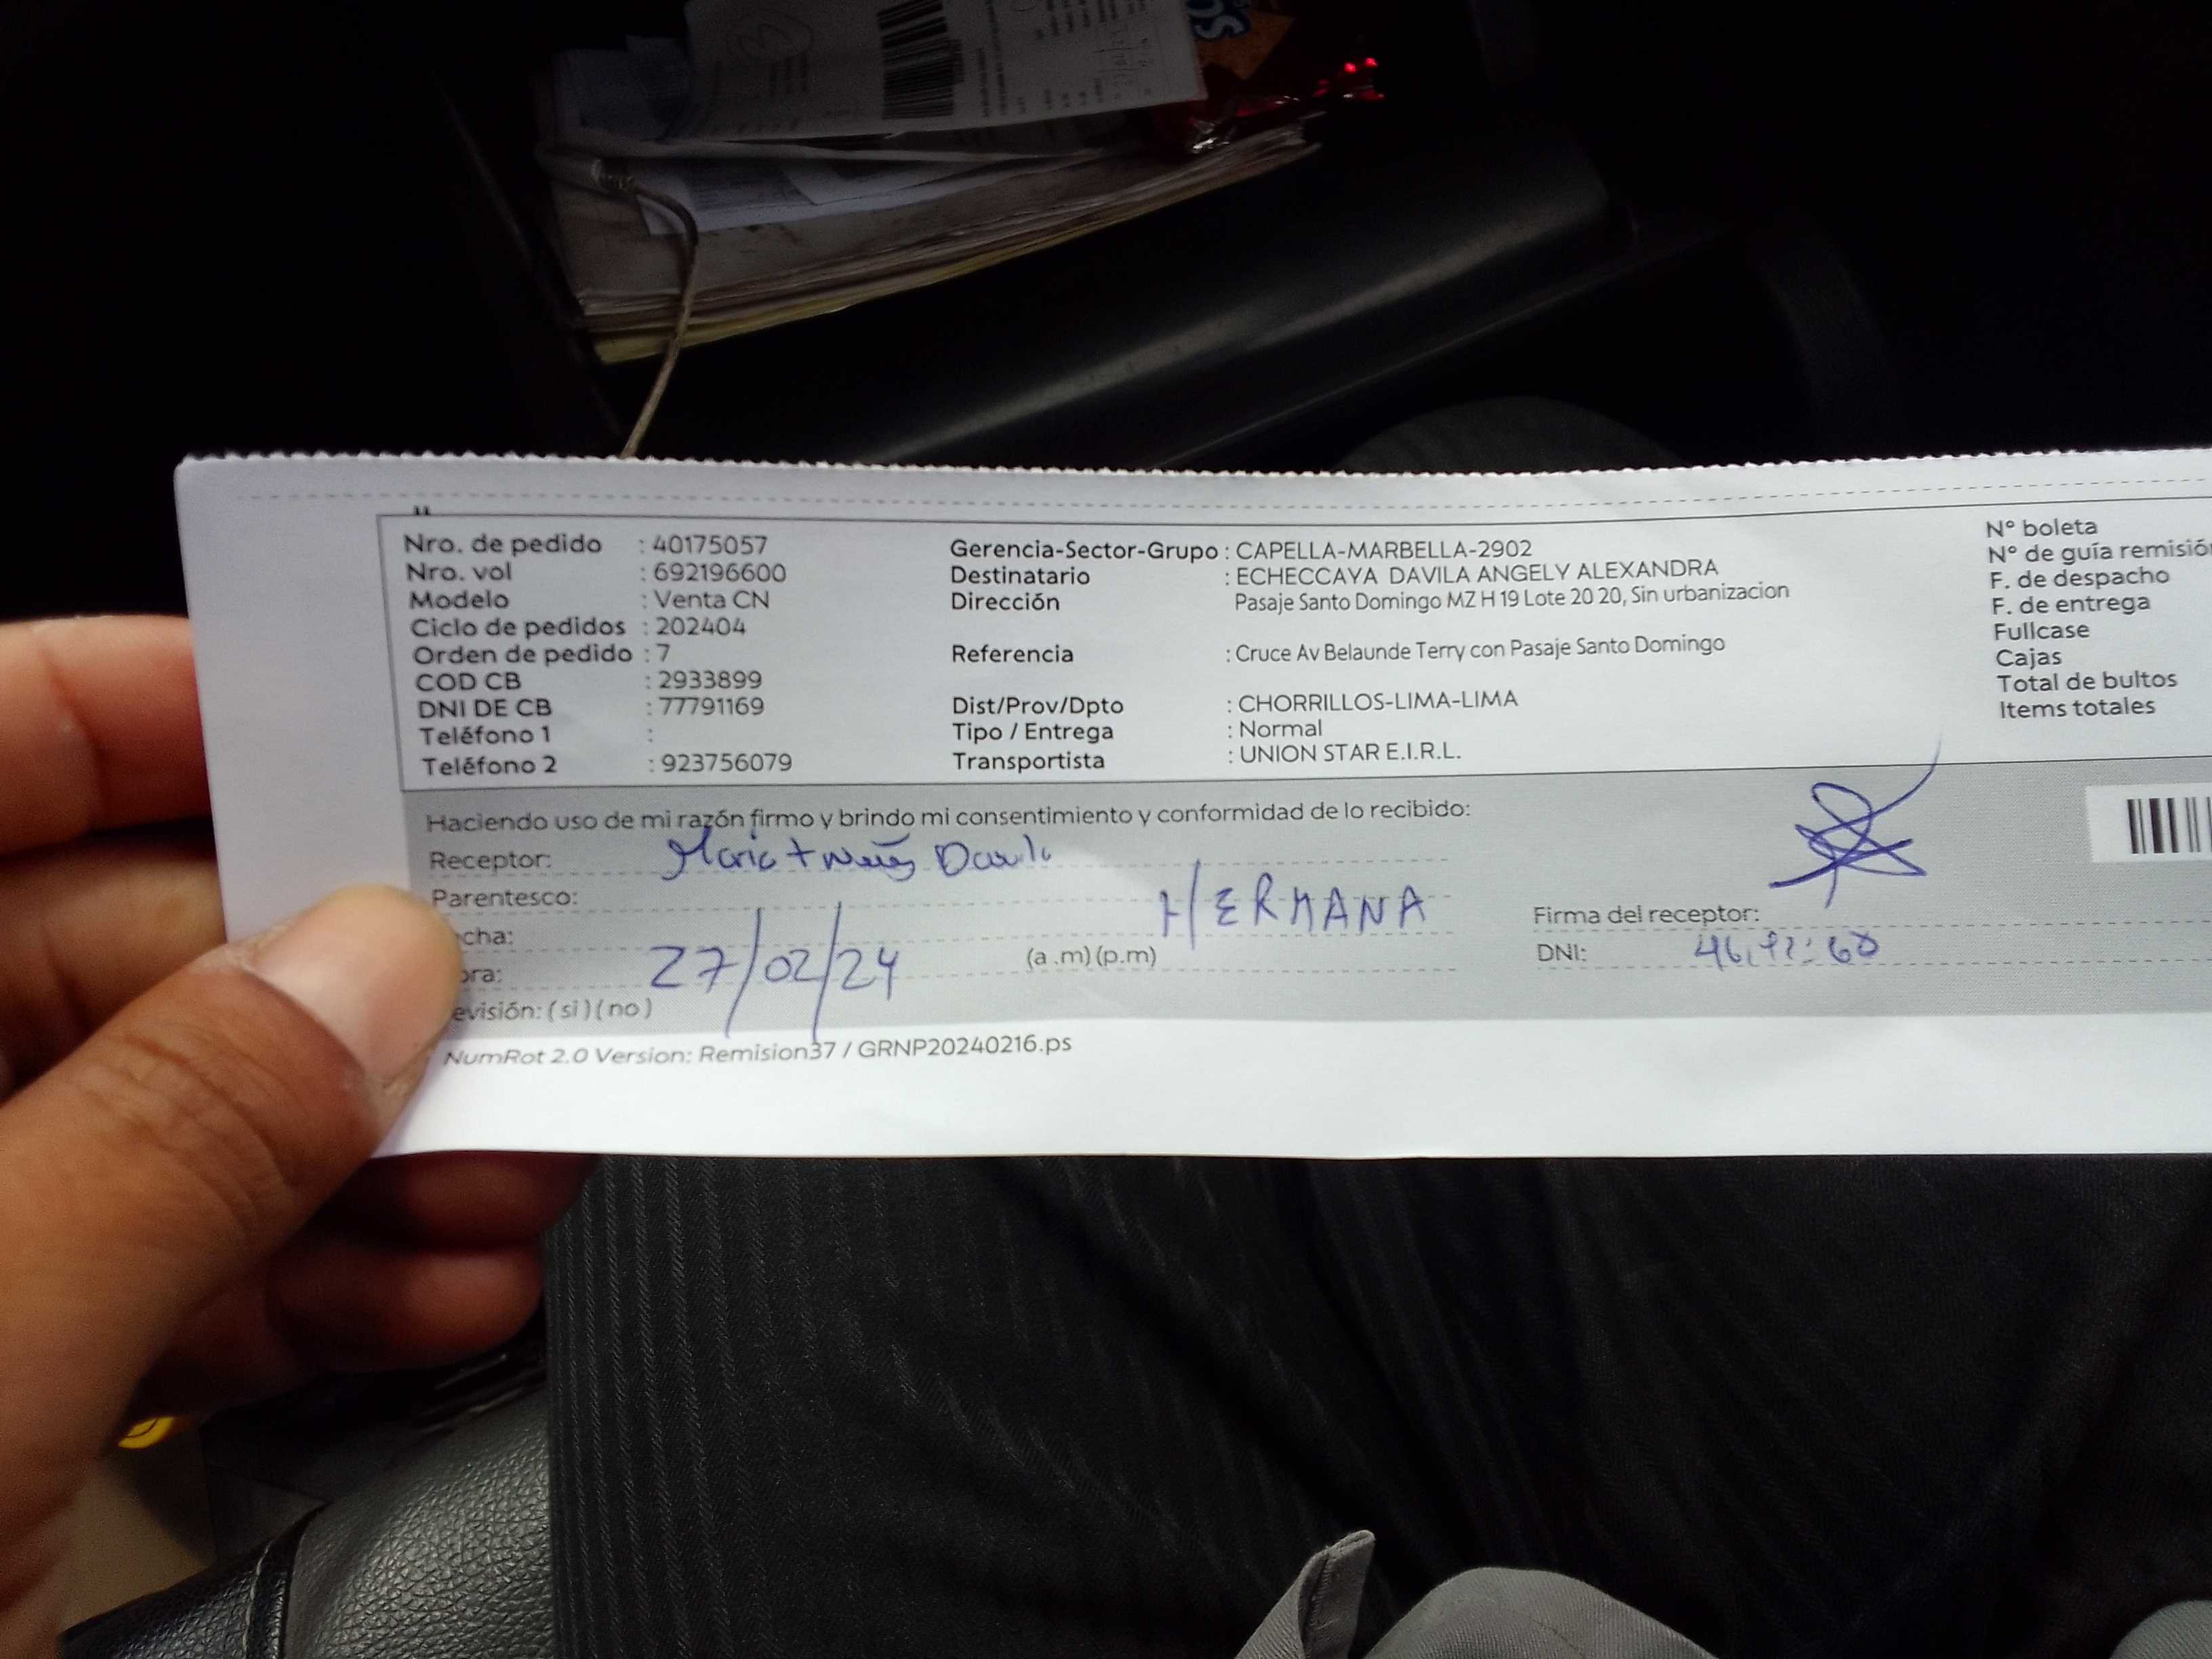 Nro. de pedido : 40175057
Nro. vol : 692196600
Modelo : Venta CN
Ciclo de pedidos : 202404
Orden de pedido : 7
COD CB : 2933899
DNI DE CB : 77791169
Teléfono 1 :
Teléfono 2 : 923756079
Gerencia-Sector-Grupo : CAPELLA-MARBELLA-2902
Destinatario : ECHECCAYA DAVILA ANGELY ALEXANDRA
Dirección Pasaje Santo Domingo MZ H 19 Lote 20 20, Sin urbanizacion
Referencia : Cruce Av Belaunde Terry con Pasaje Santo Domingo
Dist/Prov/Dpto : CHORRILLOS-LIMA-LIMA
Tipo / Entrega : Normal
Transportista : UNION STAR E.I.R.L.
N° boleta
N° de guía remisión
F. de despacho
F. de entrega
Fullcase
Cajas
Total de bultos
Items totales
Haciendo uso de mi razón firmo y brindo mi consentimiento y conformidad de lo recibido:
Receptor:
Parentesco: HERMANA
cha:
ora: 27/02/24 (a .m) (p.m)
evisión: ( si ) ( no )
Firma del receptor:
DNI:
NumRot 2.0 Version: Remision37 / GRNP20240216.ps